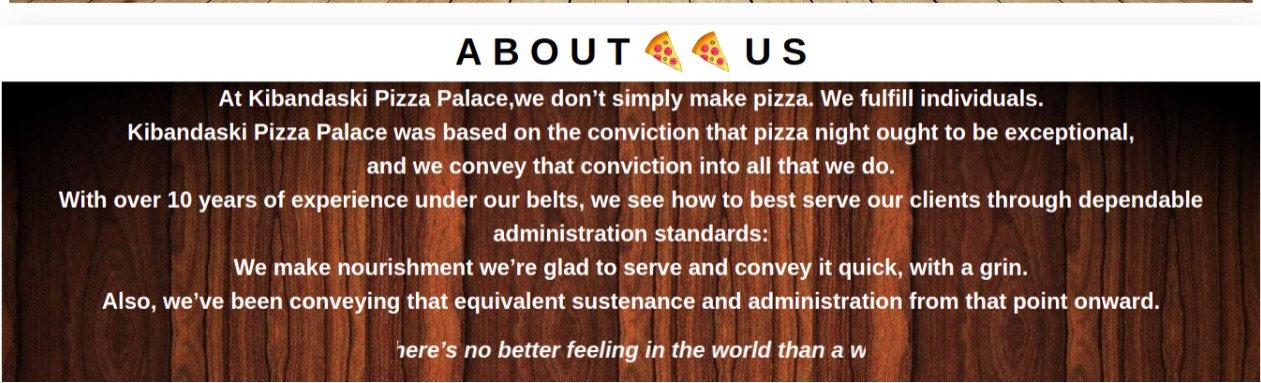 ABOUT🍕🍕US
At Kibandaski Pizza Palace,we don’t simply make pizza. We fulfill individuals.
Kibandaski Pizza Palace was based on the conviction that pizza night ought to be exceptional,
and we convey that conviction into all that we do.
With over 10 years of experience under our belts, we see how to best serve our clients through dependable
administration standards:
We make nourishment we’re glad to serve and convey it quick, with a grin.
Also, we’ve been conveying that equivalent sustenance and administration from that point onward.
here’s no better feeling in the world than a w